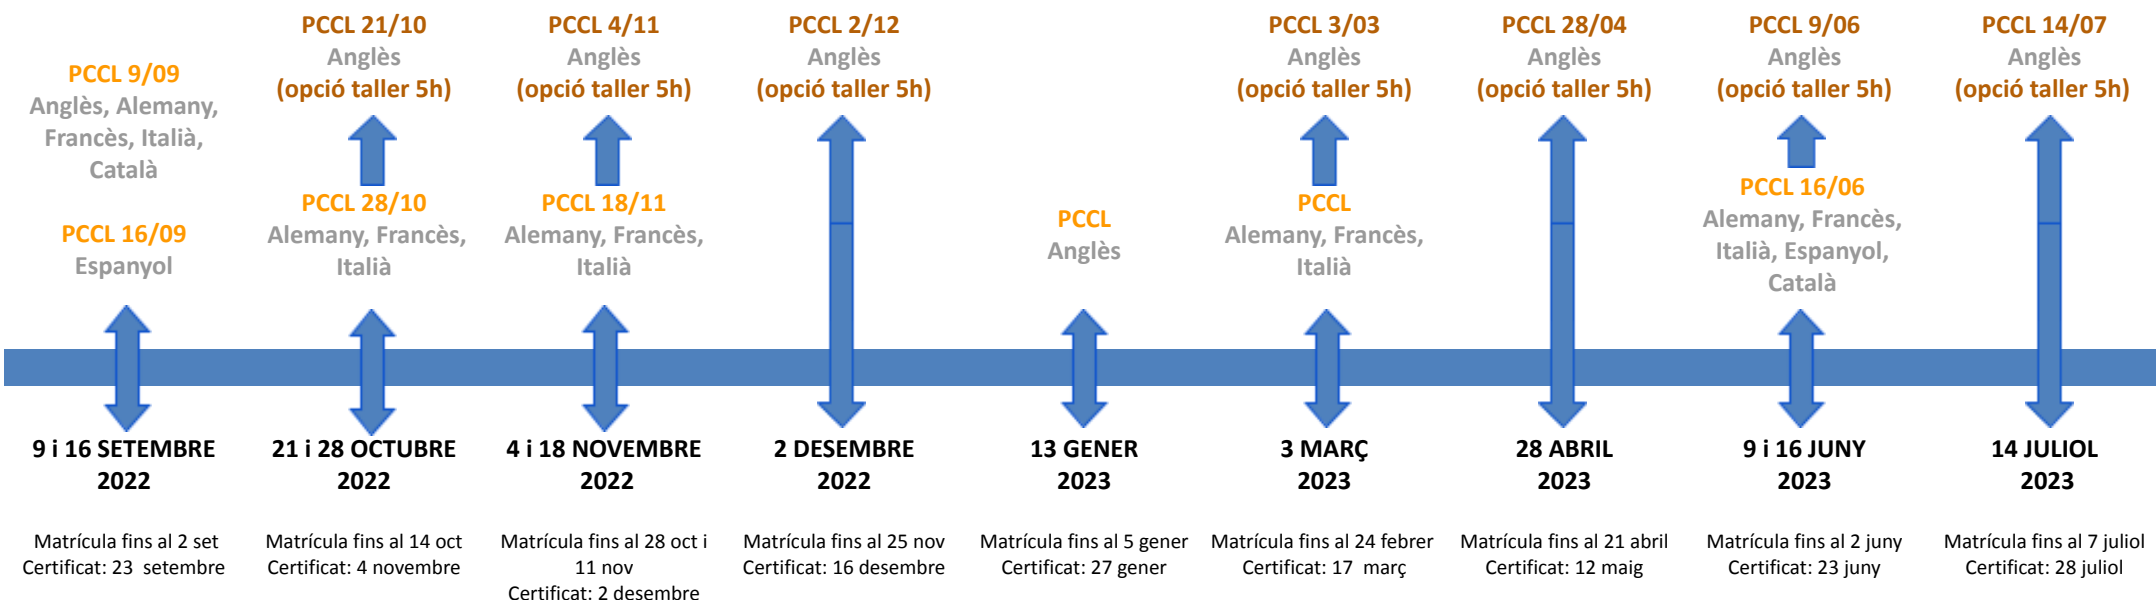 PCCL 9/09
Anglès, Alemany,
Francès, Italià,
Català
PCCL 16/09
Espanyol
9 i 16 SETEMBRE
2022
Matrícula fins al 2 set
Certificat: 23  setembre
PCCL 21/10
Anglès
(opció taller 5h)
PCCL 28/10
Alemany, Francès,
Italià
21 i 28 OCTUBRE
2022
Matrícula fins al 14 oct
Certificat: 4 novembre
PCCL 4/11
Anglès
(opció taller 5h)
PCCL 18/11
Alemany, Francès,
Italià
4 i 18 NOVEMBRE
2022
Matrícula fins al 28 oct i
11 nov
Certificat: 2 desembre
PCCL 2/12
Anglès
(opció taller 5h)
2 DESEMBRE
2022
Matrícula fins al 25 nov
Certificat: 16 desembre
PCCL
Anglès
13 GENER
2023
Matrícula fins al 5 gener
Certificat: 27 gener
PCCL 3/03
Anglès
(opció taller 5h)
PCCL
Alemany, Francès,
Italià
3 MARÇ
2023
Matrícula fins al 24 febrer
Certificat: 17  març
PCCL 28/04
Anglès
(opció taller 5h)
28 ABRIL
2023
Matrícula fins al 21 abril
Certificat: 12 maig
PCCL 9/06
Anglès
(opció taller 5h)
PCCL 16/06
Alemany, Francès,
Italià, Espanyol,
Català
9 i 16 JUNY
2023
Matrícula fins al 2 juny
Certificat: 23 juny
PCCL 14/07
Anglès
(opció taller 5h)
14 JULIOL
2023
Matrícula fins al 7 juliol
Certificat: 28 juliol